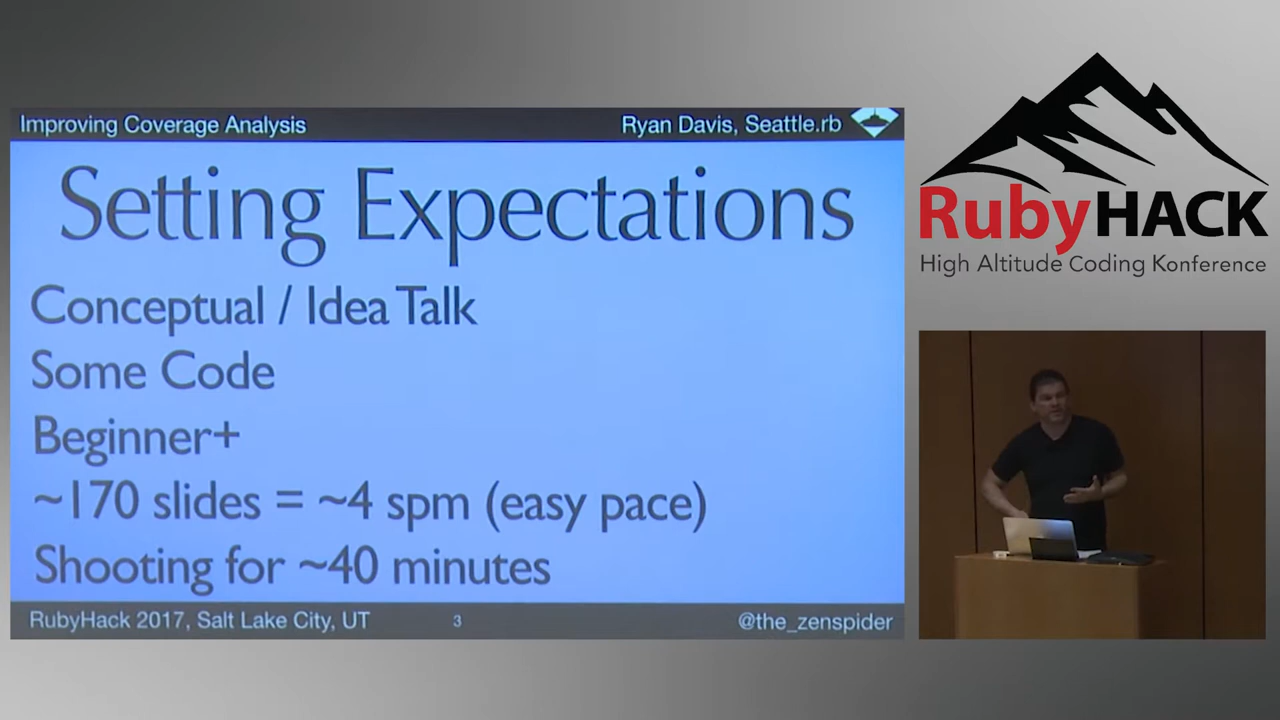 Improving Coverage Analysis
Ryan Davis, Seattle.rb
Setting Expectations
Conceptual / Idea Talk
Some Code
Beginner+
~170 slides = ~4 spm (easy pace)
Shooting for ~40 minutes
RubyHack 2017, Salt Lake City, UT
3
@the_zenspider
RubyHACK
High Altitude Coding Konference